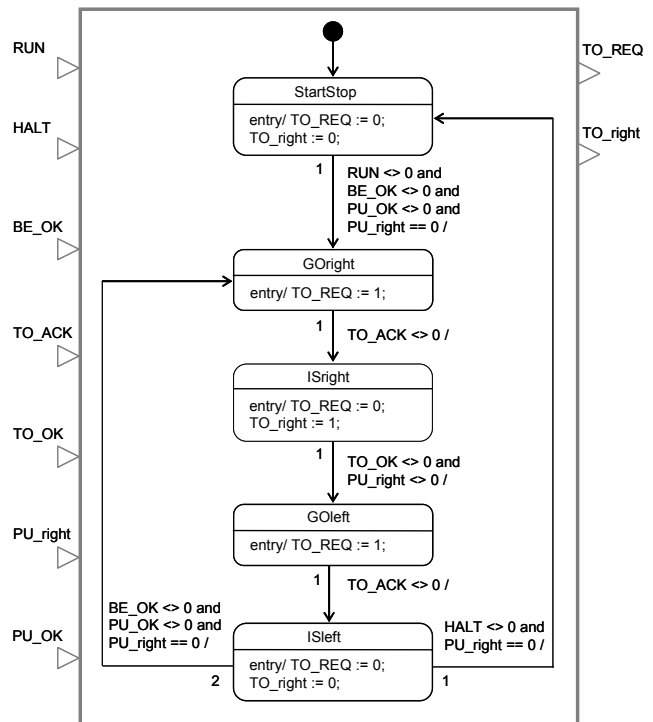 RUN
HALT
BE_OK
TO_ACK
TO_OK
PU_right
PU_OK
TO_REQ
TO_right
StartStop
entry/ TO_REQ := 0;
TO_right := 0;
1
RUN <> 0 and
BE_OK <> 0 and
PU_OK <> 0 and
PU_right == 0 /
GOright
entry/ TO_REQ := 1;
1
TO_ACK <> 0 /
ISright
entry/ TO_REQ := 0;
TO_right := 1;
1
TO_OK <> 0 and
PU_right <> 0 /
GOleft
entry/ TO_REQ := 1;
1
TO_ACK <> 0 /
BE_OK <> 0 and
PU_OK <> 0 and
PU_right == 0 /
2
ISleft
entry/ TO_REQ := 0;
TO_right := 0;
HALT <> 0 and
PU_right == 0 /
1